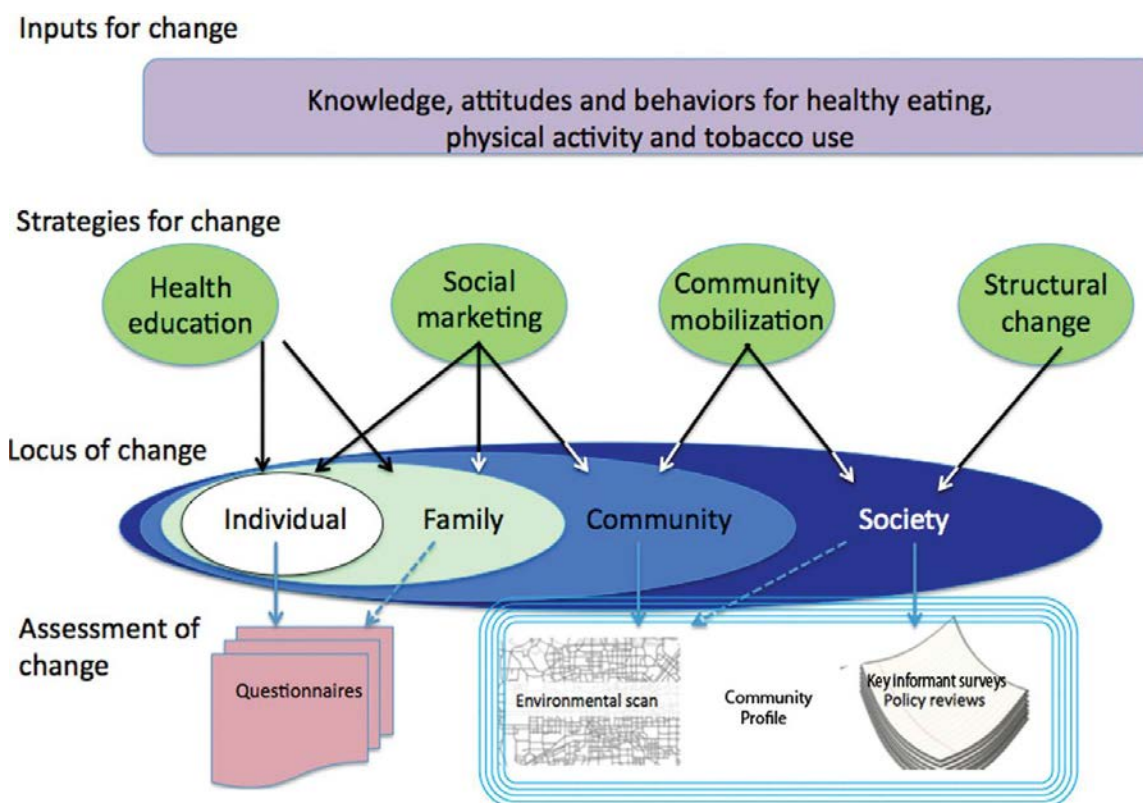 Inputs for change
Knowledge, attitudes and behaviors for healthy eating,
physical activity and tobacco use
Strategies for change
Health
education
Social
marketing
Community
mobilization
Structural
change
Locus of change
Individual
Family
Community
Society
Assessment of
change
Questionnaires
Environmental scan
Community
Profile
Key informant surveys
Policy reviews